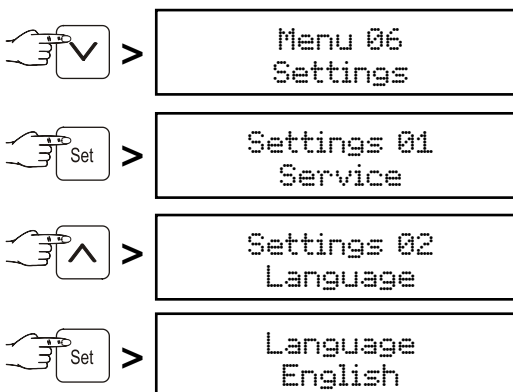 >
Menu 06
Settings
Set
>
Settings 01
Service
>
Settings 02
Language
Set
>
Language
English